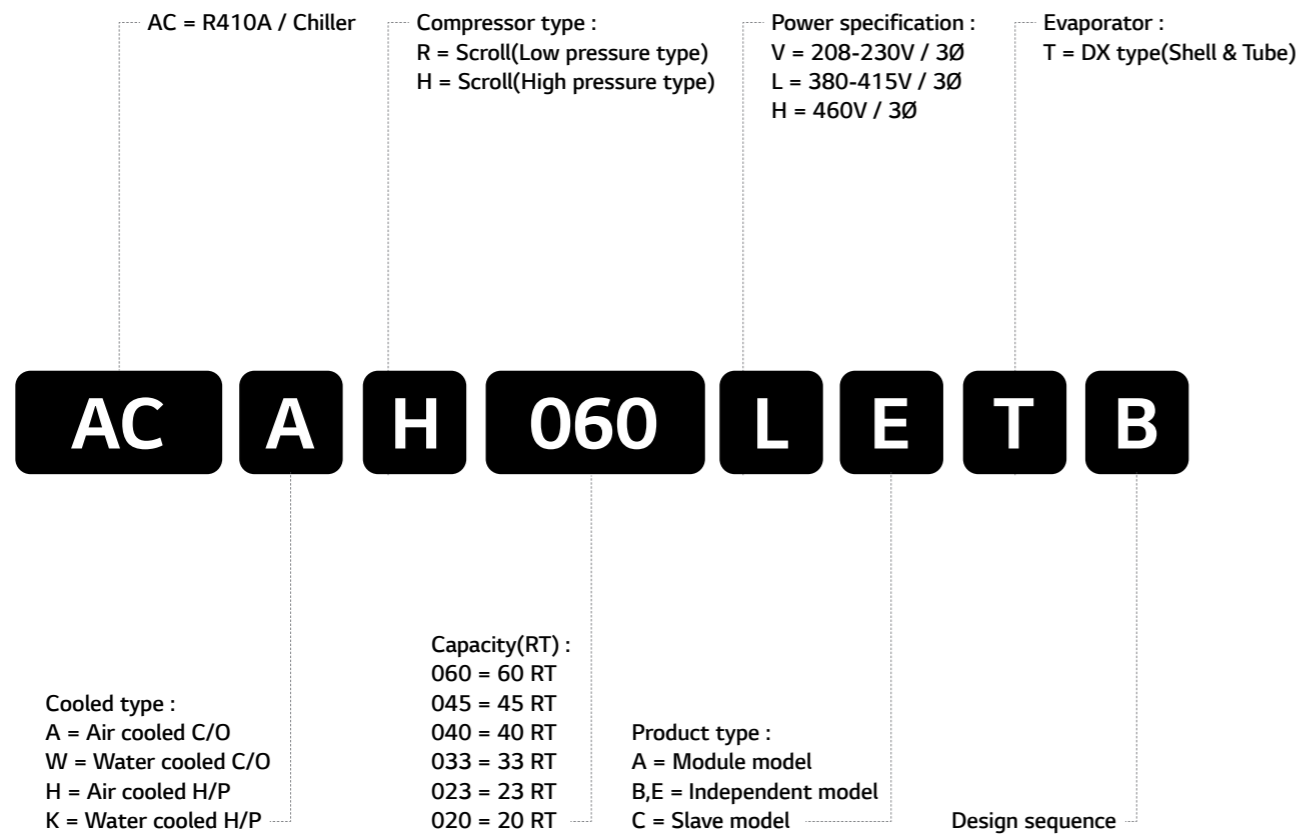 AC = R410A / Chiller
Compressor type :
R = Scroll(Low pressure type)
H = Scroll(High pressure type)
Power specification :
V = 208-230V / 3Ø
L = 380-415V / 3Ø
H = 460V / 3Ø
Evaporator :
T = DX type(Shell & Tube)
AC A H 060 L E T B
Cooled type :
A = Air cooled C/O
W = Water cooled C/O
H = Air cooled H/P
K = Water cooled H/P
Capacity(RT) :
060 = 60 RT
045 = 45 RT
040 = 40 RT
033 = 33 RT
023 = 23 RT
020 = 20 RT
Product type :
A = Module model
B,E = Independent model
C = Slave model
Design sequence